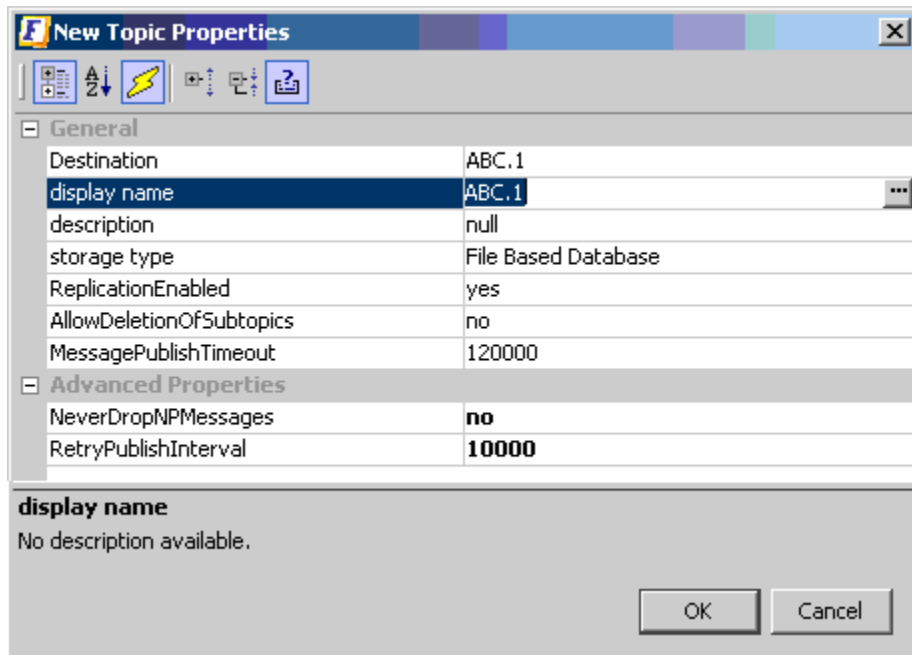 New Topic Properties
General
Destination ABC.1
display name ABC.1
description null
storage type File Based Database
ReplicationEnabled yes
AllowDeletionOfSubtopics no
MessagePublishTimeout 120000
Advanced Properties
NeverDropNPMessages no
RetryPublishInterval 10000
display name
No description available.
OK Cancel